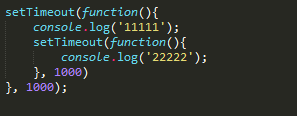 setTimeout(function(){
    console.log('11111');
    setTimeout(function(){
        console.log('22222');
    }, 1000)
}, 1000);